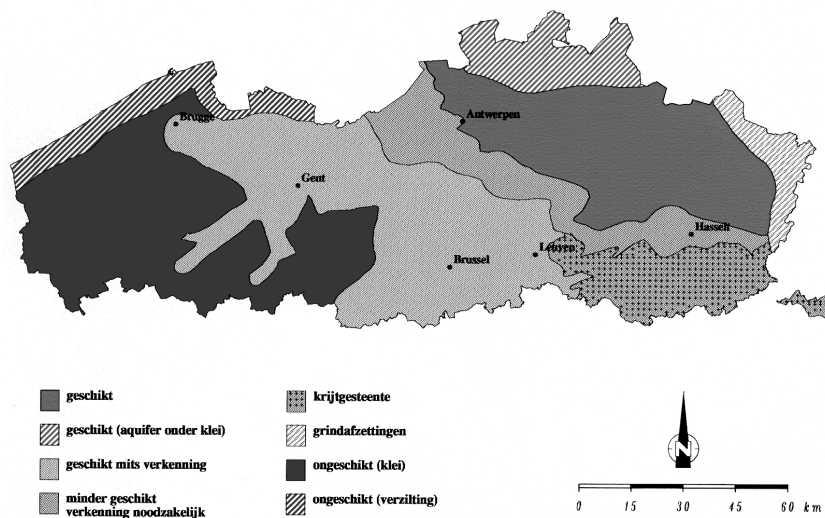 Brugge
Antwerpen
Gent
Hasselt
Leuven
Brussel
geschikt
geschikt (aquifer onder klei)
geschikt mits verkenning
minder geschikt
verkenning noodzakelijk
krijtgesteente
grindafzettingen
ongeschikt (klei)
ongeschikt (verzilting)
N
0 15 30 45 60 km